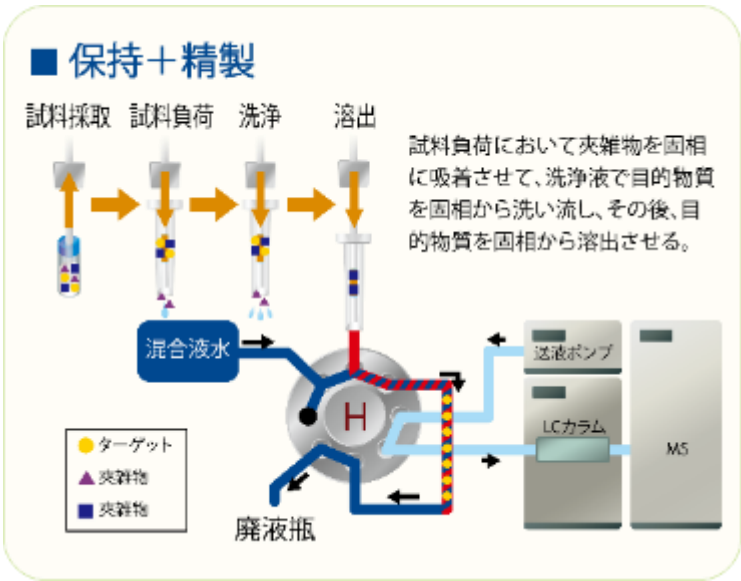 ■ 保持＋精製
試料採取 試料負荷 洗浄 溶出
試料負荷において夾雑物を固相
に吸着させて、洗浄液で目的物質
を固相から洗い流し、その後、目
的物質を固相から溶出させる。
混合液水
送液ポンプ
H
LCカラム
MS
ターゲット
夾雑物
夾雑物
廃液瓶